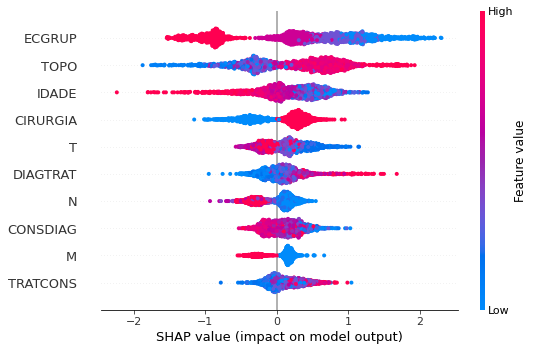 High
ECGRUP
TOPO
IDADE
CIRURGIA
T
DIAGTRAT
N
CONSDIAG
M
TRATCONS
Feature value
Low
−2 −1 0 1 2
SHAP value (impact on model output)